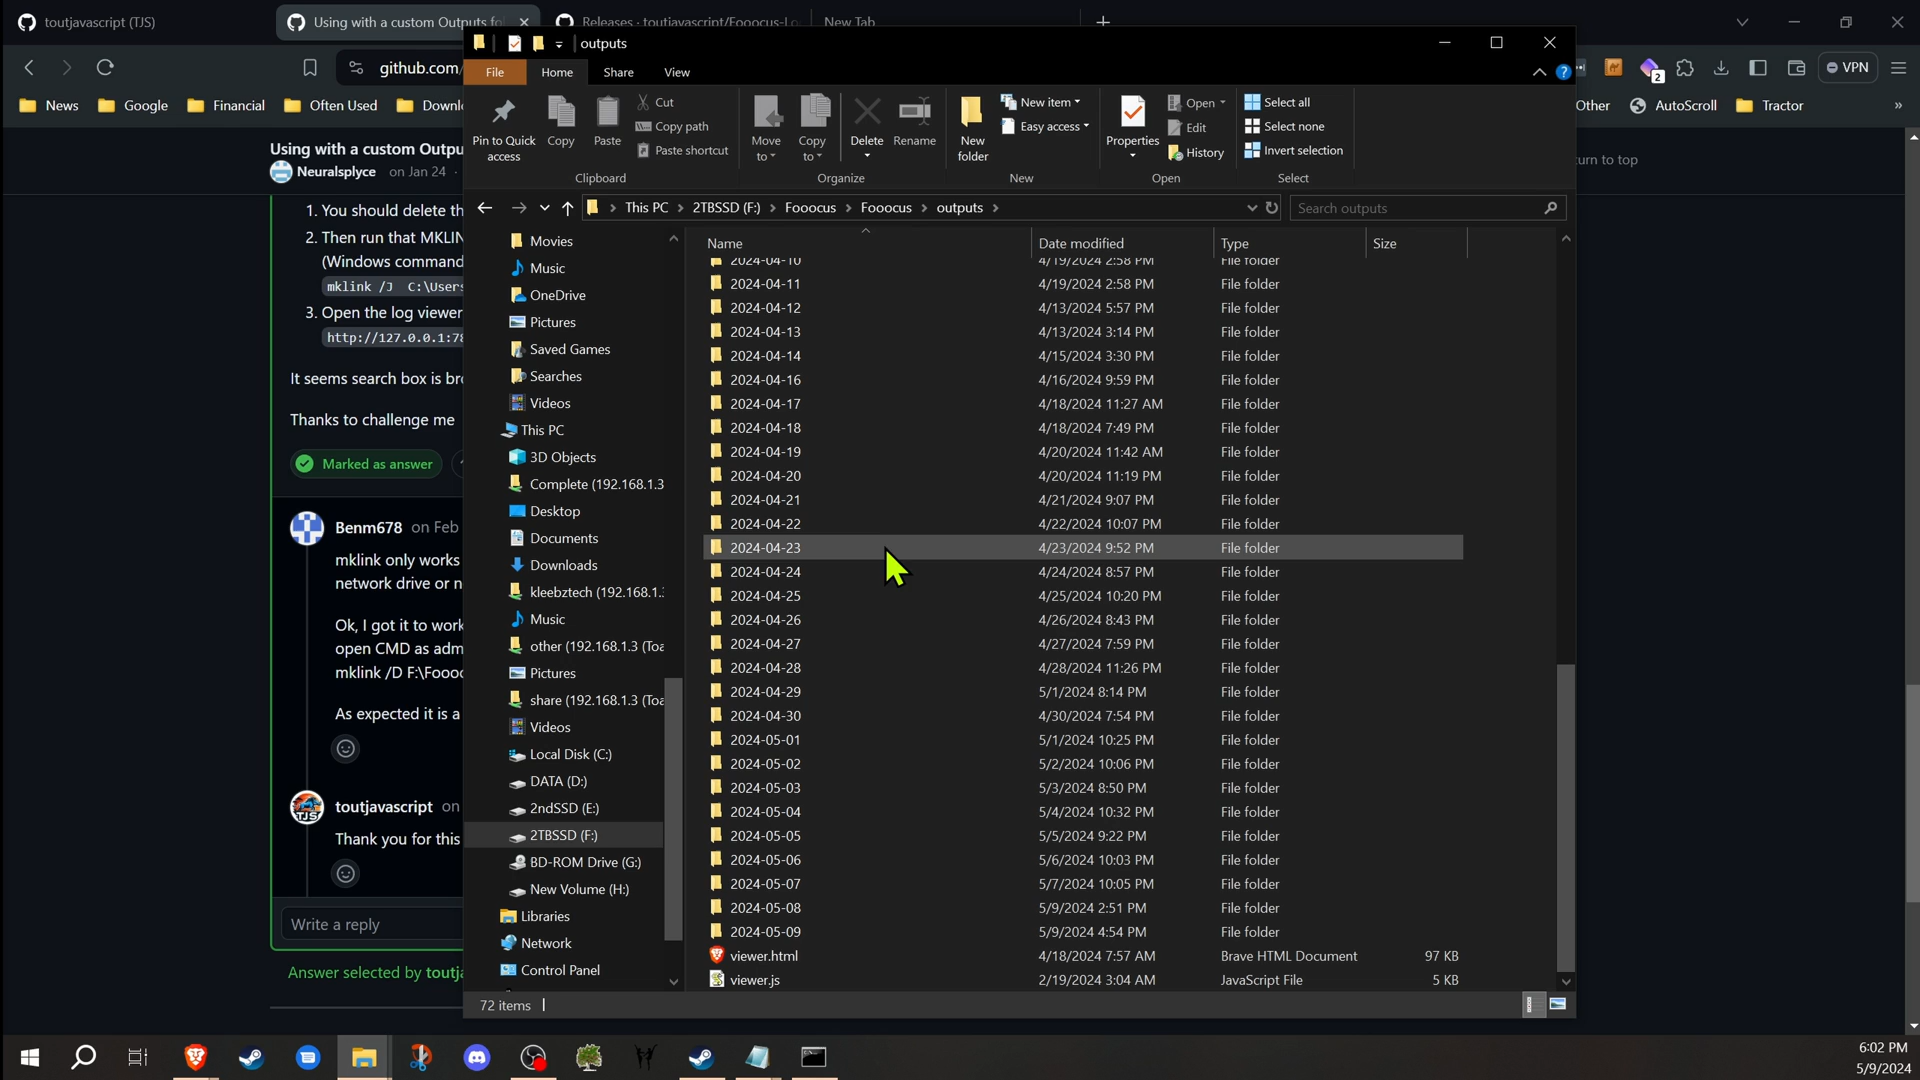 toutjavascript (TJS)
Using with a custom Outputs fo
Releases · toutjavascript/Fooocus-Lo
New Tab
outputs
github.com/
File
Home
Share
View
2
VPN
News
Google
Financial
Often Used
Downl
Other
AutoScroll
Tractor
»
Pin to Quick access
Copy
Paste
Cut
Copy path
Paste shortcut
Move to
Copy to
Delete
Rename
New folder
New item
Easy access
Properties
Open
Edit
History
Select all
Select none
Invert selection
Clipboard
Organize
New
Open
Select
Using with a custom Outpu
Neuralsplyce on Jan 24 ·
urn to top
This PC
2TBSSD (F:)
Fooocus
Fooocus
outputs
Search outputs
1. You should delete th
2. Then run that MKLIN
(Windows command
mklink /J C:\Users
3. Open the log viewer
http://127.0.0.1:78
It seems search box is bro
Thanks to challenge me
Marked as answer
Benm678 on Feb
mklink only works
network drive or n
Ok, I got it to work
open CMD as adm
mklink /D F:\Foooc
As expected it is a
toutjavascript on
Thank you for this
Write a reply
Answer selected by toutja
Movies
Music
OneDrive
Pictures
Saved Games
Searches
Videos
This PC
3D Objects
Complete (192.168.1.3
Desktop
Documents
Downloads
kleebztech (192.168.1.:
Music
other (192.168.1.3 (Toa
Pictures
share (192.168.1.3 (Toa
Videos
Local Disk (C:)
DATA (D:)
2ndSSD (E:)
2TBSSD (F:)
BD-ROM Drive (G:)
New Volume (H:)
Libraries
Network
Control Panel
Name Date modified Type Size
2024-04-10 4/19/2024 2:58 PM File folder
2024-04-11 4/19/2024 2:58 PM File folder
2024-04-12 4/13/2024 5:57 PM File folder
2024-04-13 4/13/2024 3:14 PM File folder
2024-04-14 4/15/2024 3:30 PM File folder
2024-04-16 4/16/2024 9:59 PM File folder
2024-04-17 4/18/2024 11:27 AM File folder
2024-04-18 4/18/2024 7:49 PM File folder
2024-04-19 4/20/2024 11:42 AM File folder
2024-04-20 4/20/2024 11:19 PM File folder
2024-04-21 4/21/2024 9:07 PM File folder
2024-04-22 4/22/2024 10:07 PM File folder
2024-04-23 4/23/2024 9:52 PM File folder
2024-04-24 4/24/2024 8:57 PM File folder
2024-04-25 4/25/2024 10:20 PM File folder
2024-04-26 4/26/2024 8:43 PM File folder
2024-04-27 4/27/2024 7:59 PM File folder
2024-04-28 4/28/2024 11:26 PM File folder
2024-04-29 5/1/2024 8:14 PM File folder
2024-04-30 4/30/2024 7:54 PM File folder
2024-05-01 5/1/2024 10:25 PM File folder
2024-05-02 5/2/2024 10:06 PM File folder
2024-05-03 5/3/2024 8:50 PM File folder
2024-05-04 5/4/2024 10:32 PM File folder
2024-05-05 5/5/2024 9:22 PM File folder
2024-05-06 5/6/2024 10:03 PM File folder
2024-05-07 5/7/2024 10:05 PM File folder
2024-05-08 5/9/2024 2:51 PM File folder
2024-05-09 5/9/2024 4:54 PM File folder
viewer.html 4/18/2024 7:57 AM Brave HTML Document 97 KB
viewer.js 2/19/2024 3:04 AM JavaScript File 5 KB
72 items
6:02 PM
5/9/2024